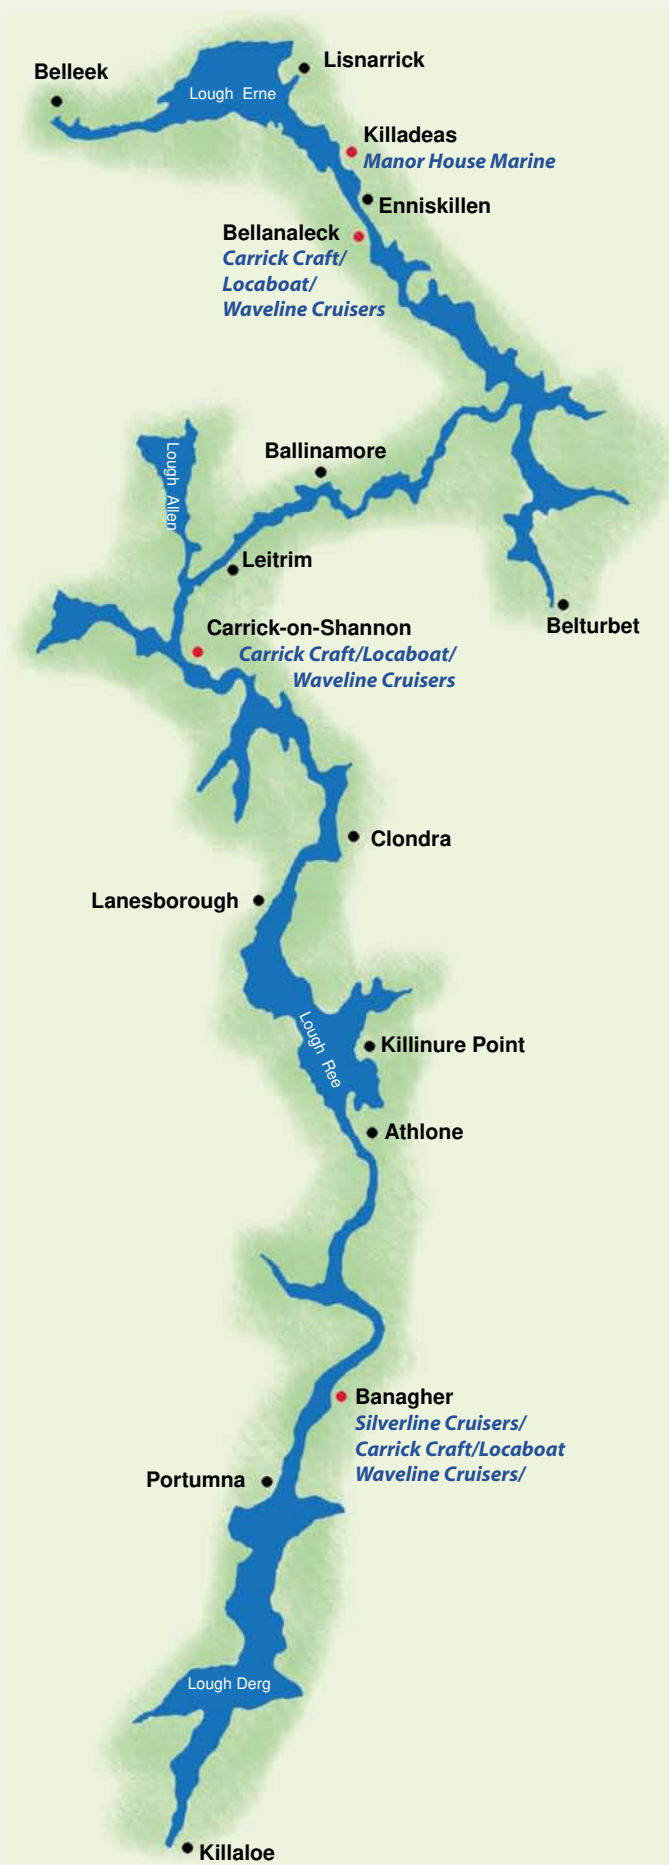 Lisnarrick
Belleek
Lough Erne
Killadeas
Manor House Marine
Enniskillen
Bellanaleck
Carrick Craft/
Locaboat/
Waveline Cruisers
Ballinamore
Lough Allen
Leitrim
Carrick-on-Shannon
Carrick Craft/Locaboat/
Waveline Cruisers
Belturbet
Clondra
Lanesborough
Lough Ree
Killinure Point
Athlone
Banagher
Silverline Cruisers/
Carrick Craft/Locaboat
Waveline Cruisers/
Portumna
Lough Derg
Killaloe